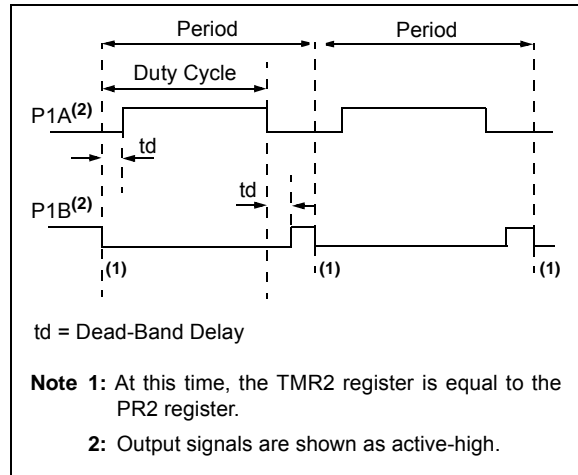 Period Period
Duty Cycle
P1A(2)
td
td
P1B(2)
(1) (1) (1)
td = Dead-Band Delay
Note 1: At this time, the TMR2 register is equal to the
PR2 register.
2: Output signals are shown as active-high.